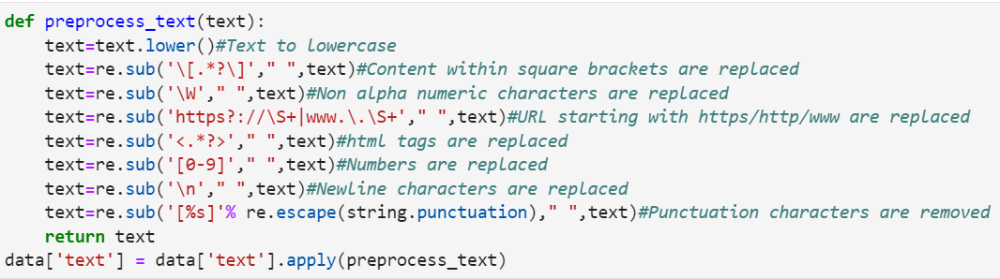 def preprocess_text(text):
    text=text.lower()#Text to lowercase
    text=re.sub('\[.*?\]'," ",text)#Content within square brackets are replaced
    text=re.sub('\W'," ",text)#Non alpha numeric characters are replaced
    text=re.sub('https?://\S+|www.\.\S+'," ",text)#URL starting with https/http/www are replaced
    text=re.sub('<.*?>'," ",text)#html tags are replaced
    text=re.sub('[0-9]'," ",text)#Numbers are replaced
    text=re.sub('\n'," ",text)#Newline characters are replaced
    text=re.sub('[%s]'% re.escape(string.punctuation)," ",text)#Punctuation characters are removed
    return text
data['text'] = data['text'].apply(preprocess_text)